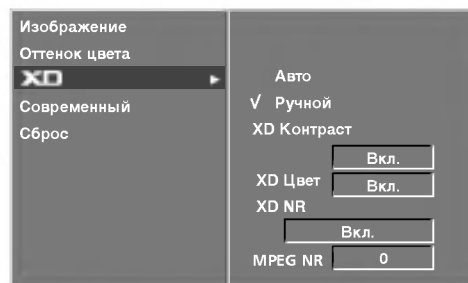 Изображение
Оттенок цвета
XD
Современный
Сброс
Авто
√ Ручной
XD Контраст
Вкл.
XD Цвет Вкл.
XD NR
Вкл.
MPEG NR 0